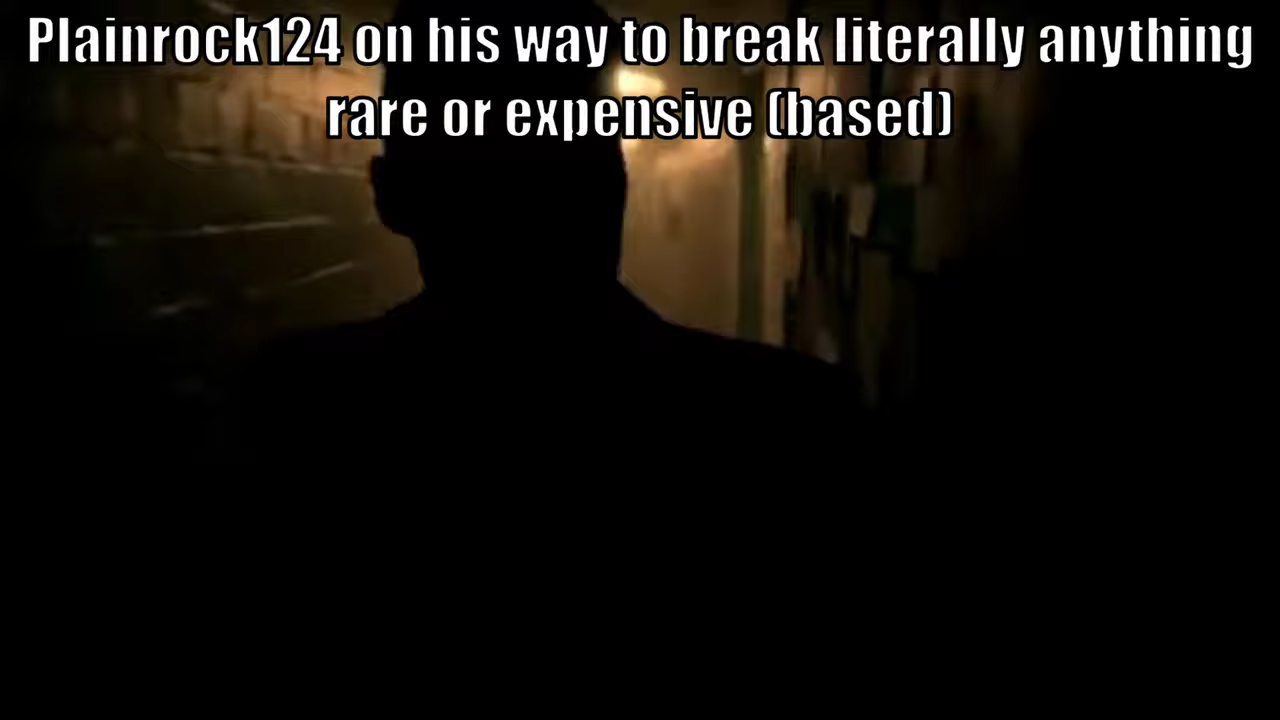 Plainrock124 on his way to break literally anything
rare or expensive (based)